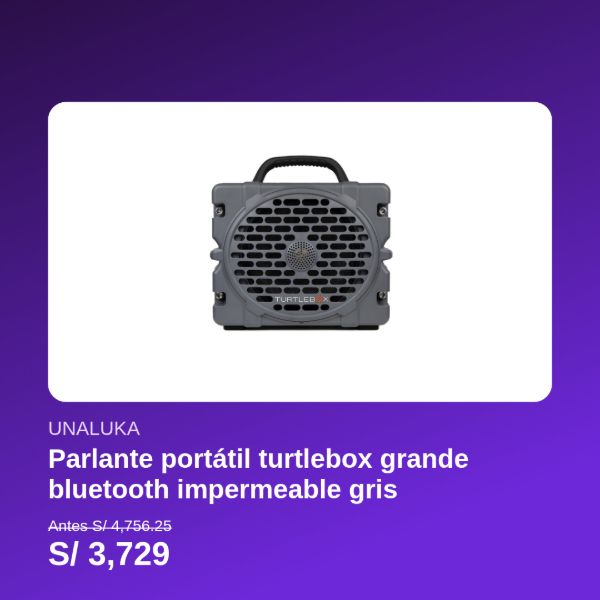 TURTLEBOX
UNALUKA
Parlante portátil turtlebox grande
bluetooth impermeable gris
Antes S/ 4,756.25
S/ 3,729